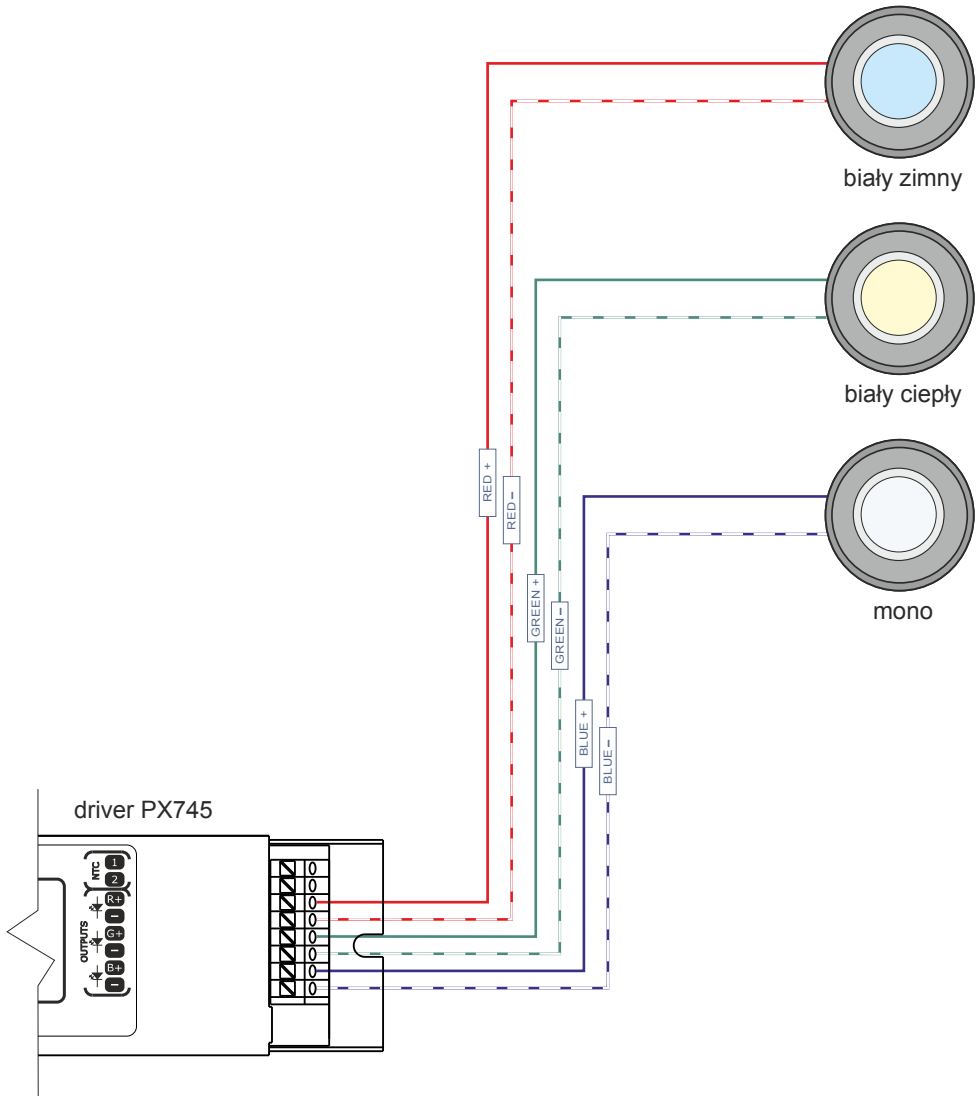 biały zimny
biały ciepły
mono
RED +
RED –
GREEN +
GREEN –
BLUE +
BLUE –
driver PX745
NTC
1
2
OUTPUTS
R+
–
G+
–
B+
–